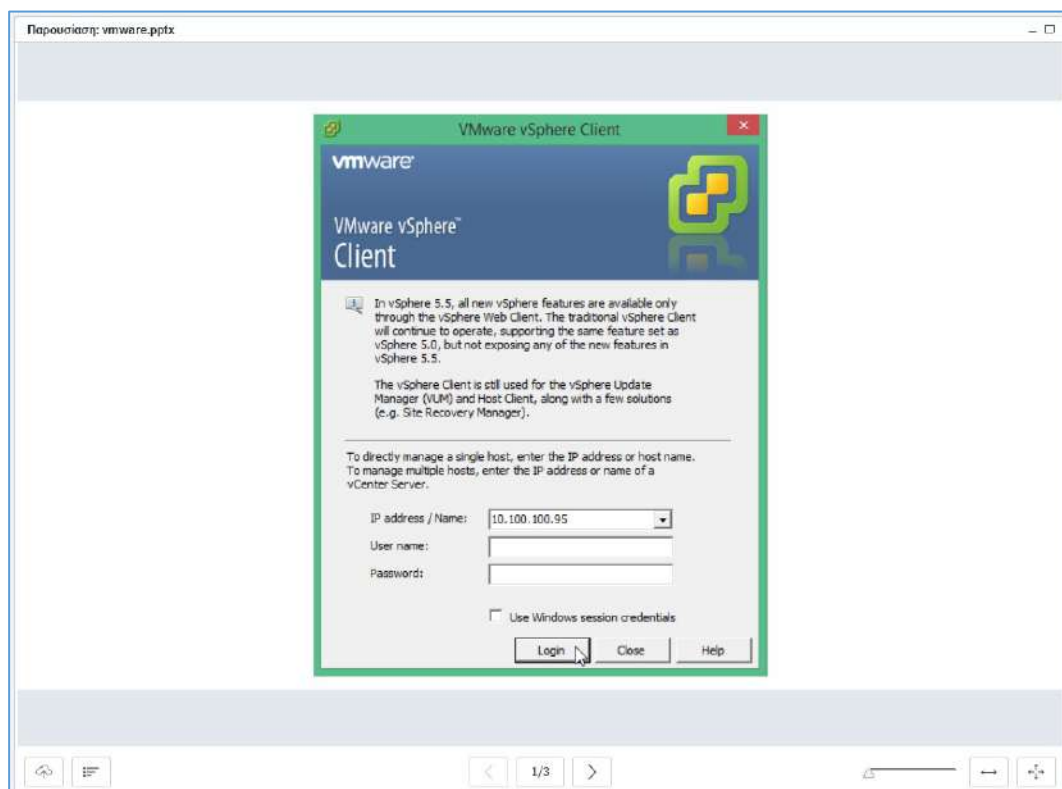 Παρουσίαση: vmware.pptx
VMware vSphere Client
vmware
VMware vSphere™
Client
In vSphere 5.5, all new vSphere features are available only
through the vSphere Web Client. The traditional vSphere Client
will continue to operate, supporting the same feature set as
vSphere 5.0, but not exposing any of the new features in
vSphere 5.5.
The vSphere Client is still used for the vSphere Update
Manager (VUM) and Host Client, along with a few solutions
(e.g. Site Recovery Manager).
To directly manage a single host, enter the IP address or host name.
To manage multiple hosts, enter the IP address or name of a
vCenter Server.
IP address / Name: 10.100.100.95
User name:
Password:
Use Windows session credentials
Login Close Help
1/3